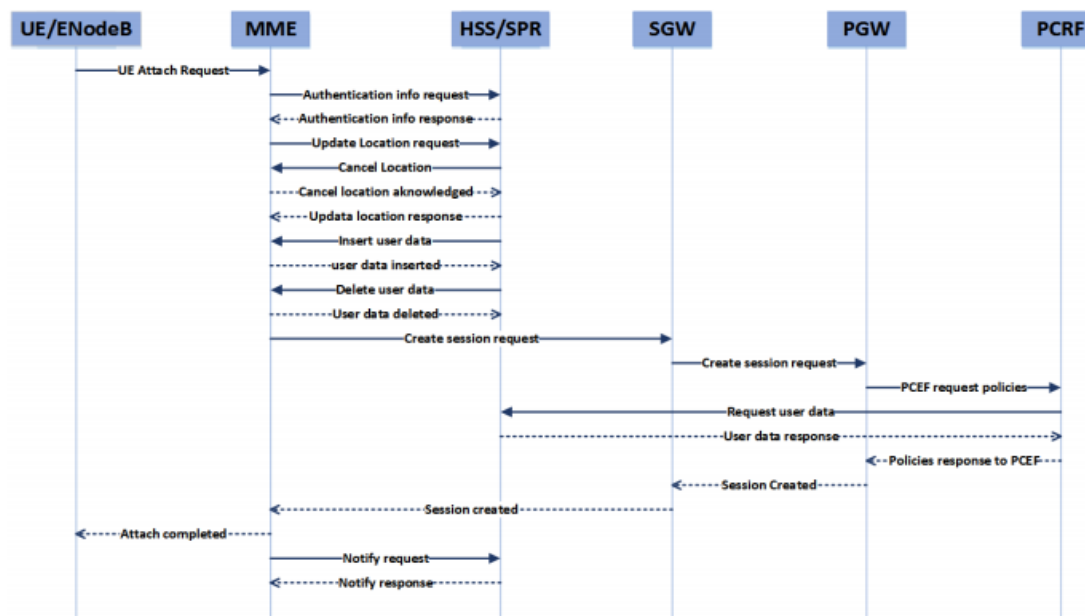 UE/ENodeB MME HSS/SPR SGW PGW PCRF
UE Attach Request
Authentication info request
Authentication info response
Update Location request
Cancel Location
Cancel location aknowledged
Updata location response
Insert user data
user data inserted
Delete user data
User data deleted
Create session request
Create session request
PCEF request policies
Request user data
User data response
Policies response to PCEF
Session Created
Session created
Attach completed
Notify request
Notify response